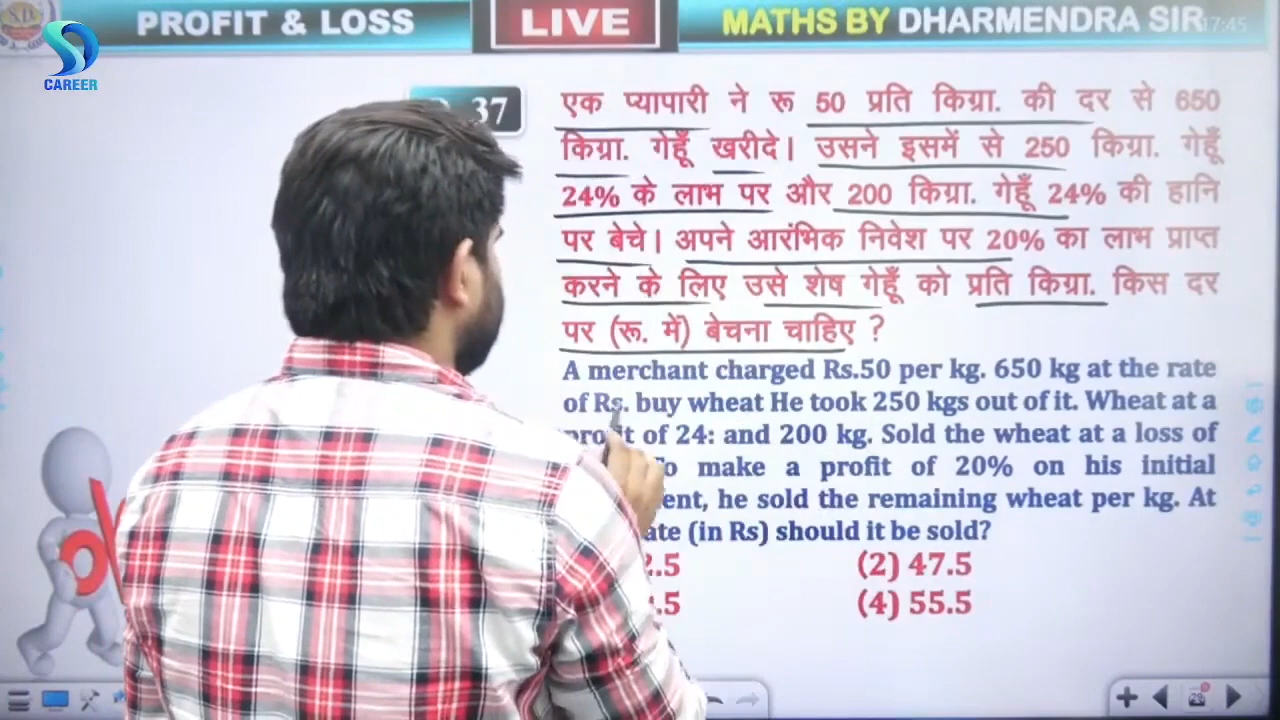 PROFIT & LOSS
LIVE
MATHS BY DHARMENDRA SIR
17:45
CAREER
37
एक प्यापारी ने रू 50 प्रति किग्रा. की दर से 650
किग्रा. गेहूँ खरीदे। उसने इसमें से 250 किग्रा. गेहूँ
24% के लाभ पर और 200 किग्रा. गेहूँ 24% की हानि
पर बेचे। अपने आरंभिक निवेश पर 20% का लाभ प्राप्त
करने के लिए उसे शेष गेहूँ को प्रति किग्रा. किस दर
पर (रू. में) बेचना चाहिए ?
A merchant charged Rs.50 per kg. 650 kg at the rate
of Rs. buy wheat He took 250 kgs out of it. Wheat at a
of 24: and 200 kg. Sold the wheat at a loss of
make a profit of 20% on his initial
he sold the remaining wheat per kg. At
(in Rs) should it be sold?
2.5 (2) 47.5
.5 (4) 55.5